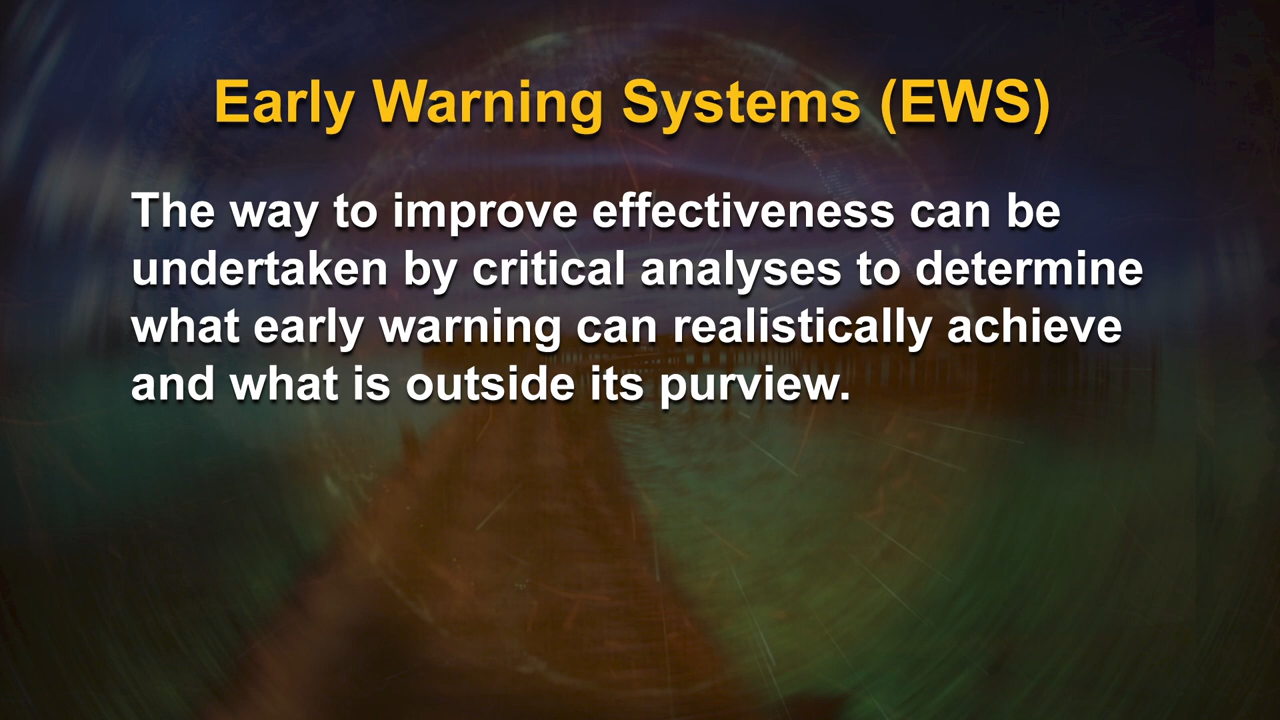 Early Warning Systems (EWS)
The way to improve effectiveness can be
undertaken by critical analyses to determine
what early warning can realistically achieve
and what is outside its purview.